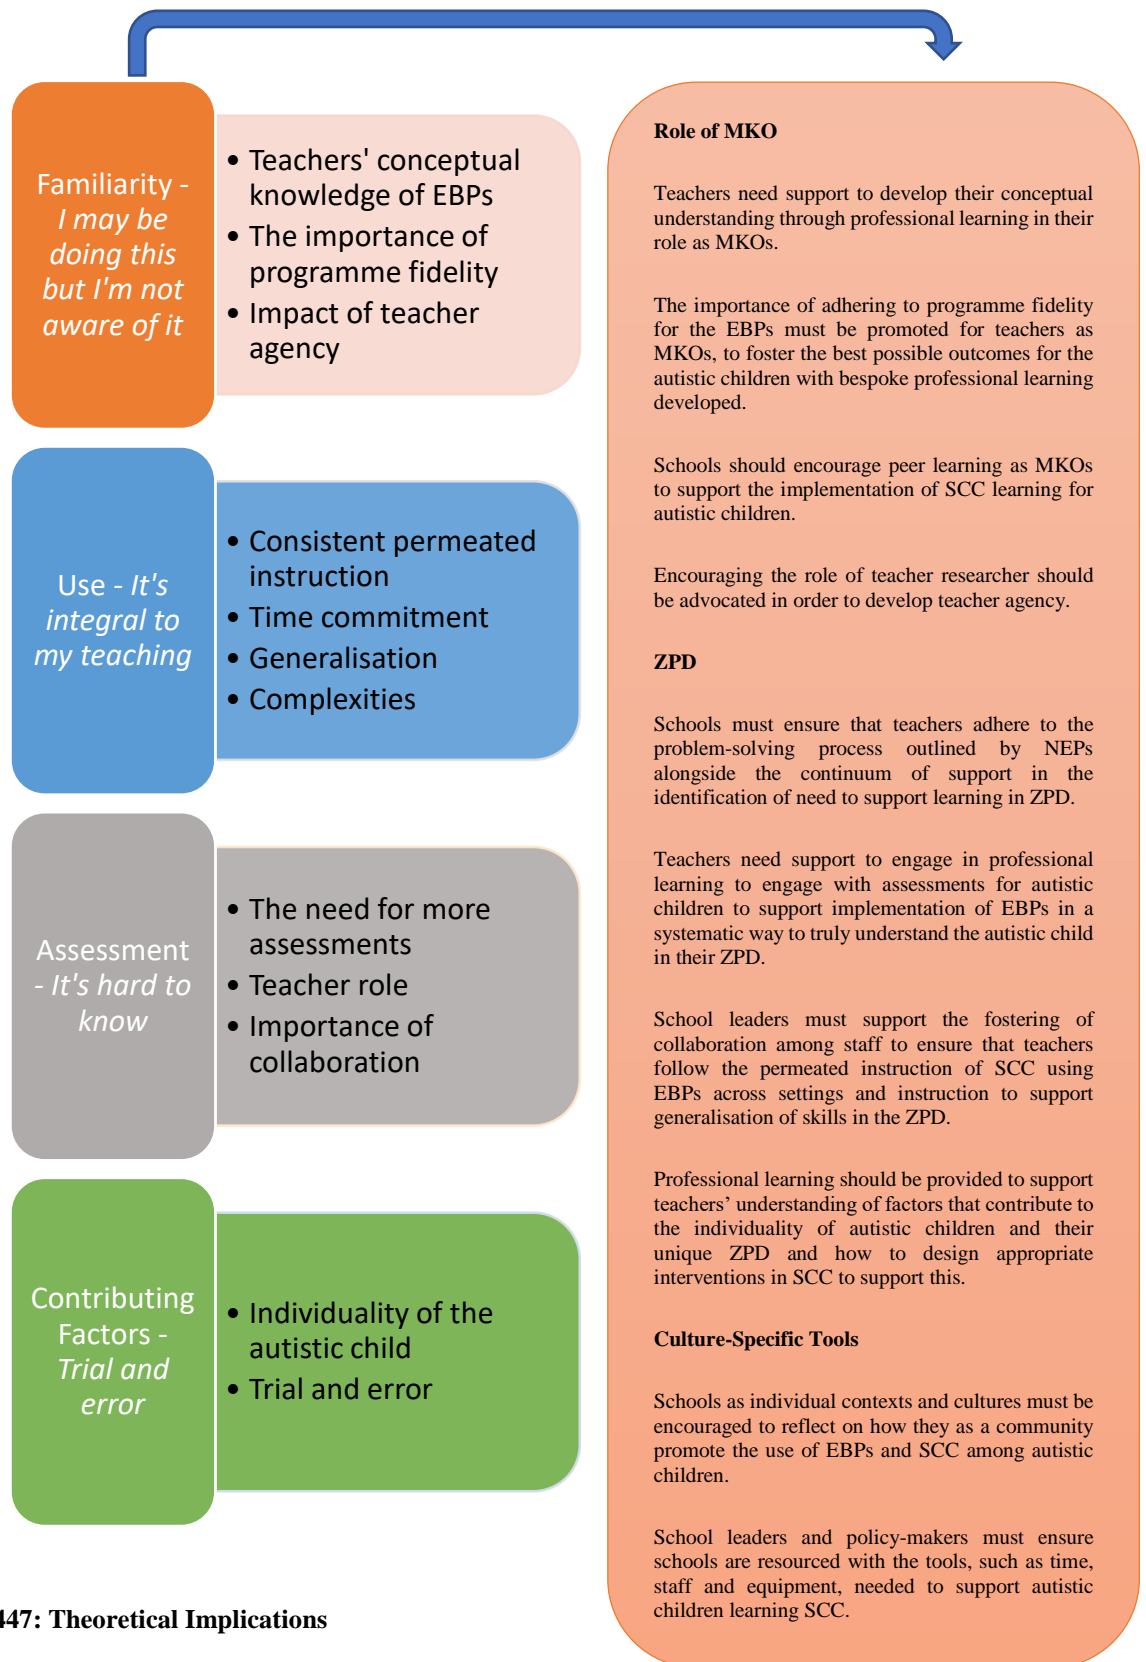 Familiarity -
I may be
doing this
but I'm not
aware of it
• Teachers' conceptual
knowledge of EBPs
• The importance of
programme fidelity
• Impact of teacher
agency
Use - It's
integral to
my teaching
• Consistent permeated
instruction
• Time commitment
• Generalisation
• Complexities
Assessment
- It's hard to
know
• The need for more
assessments
• Teacher role
• Importance of
collaboration
Contributing
Factors -
Trial and
error
• Individuality of the
autistic child
• Trial and error
Role of MKO
Teachers need support to develop their conceptual
understanding through professional learning in their
role as MKOs.
The importance of adhering to programme fidelity
for the EBPs must be promoted for teachers as
MKOs, to foster the best possible outcomes for the
autistic children with bespoke professional learning
developed.
Schools should encourage peer learning as MKOs
to support the implementation of SCC learning for
autistic children.
Encouraging the role of teacher researcher should
be advocated in order to develop teacher agency.
ZPD
Schools must ensure that teachers adhere to the
problem-solving process outlined by NEPs
alongside the continuum of support in the
identification of need to support learning in ZPD.
Teachers need support to engage in professional
learning to engage with assessments for autistic
children to support implementation of EBPs in a
systematic way to truly understand the autistic child
in their ZPD.
School leaders must support the fostering of
collaboration among staff to ensure that teachers
follow the permeated instruction of SCC using
EBPs across settings and instruction to support
generalisation of skills in the ZPD.
Professional learning should be provided to support
teachers’ understanding of factors that contribute to
the individuality of autistic children and their
unique ZPD and how to design appropriate
interventions in SCC to support this.
Culture-Specific Tools
Schools as individual contexts and cultures must be
encouraged to reflect on how they as a community
promote the use of EBPs and SCC among autistic
children.
School leaders and policy-makers must ensure
schools are resourced with the tools, such as time,
staff and equipment, needed to support autistic
children learning SCC.
447: Theoretical Implications